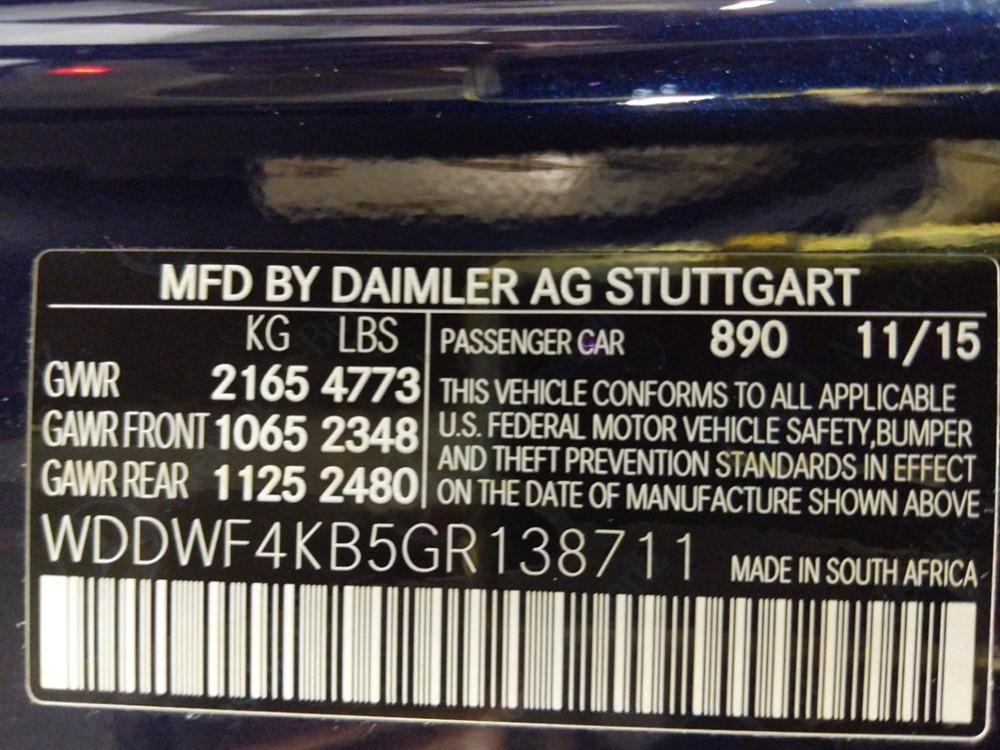 MFD BY DAIMLER AG STUTTGART
KG LBS
GVWR 2165 4773
GAWR FRONT 1065 2348
GAWR REAR 1125 2480
PASSENGER CAR 890 11/15
THIS VEHICLE CONFORMS TO ALL APPLICABLE
U.S. FEDERAL MOTOR VEHICLE SAFETY,BUMPER
AND THEFT PREVENTION STANDARDS IN EFFECT
ON THE DATE OF MANUFACTURE SHOWN ABOVE
WDDWF4KB5GR138711 MADE IN SOUTH AFRICA